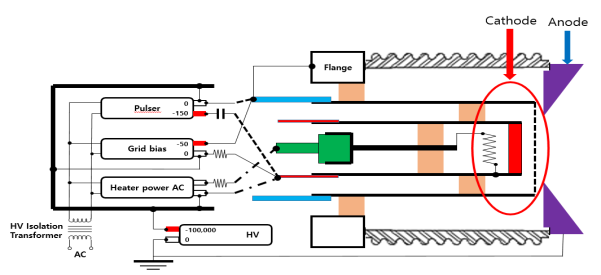 Cathode
Anode
Flange
Pulser
0
-150
Grid bias
-50
0
Heater power AC
HV Isolation
Transformer
AC
-100,000
0
HV